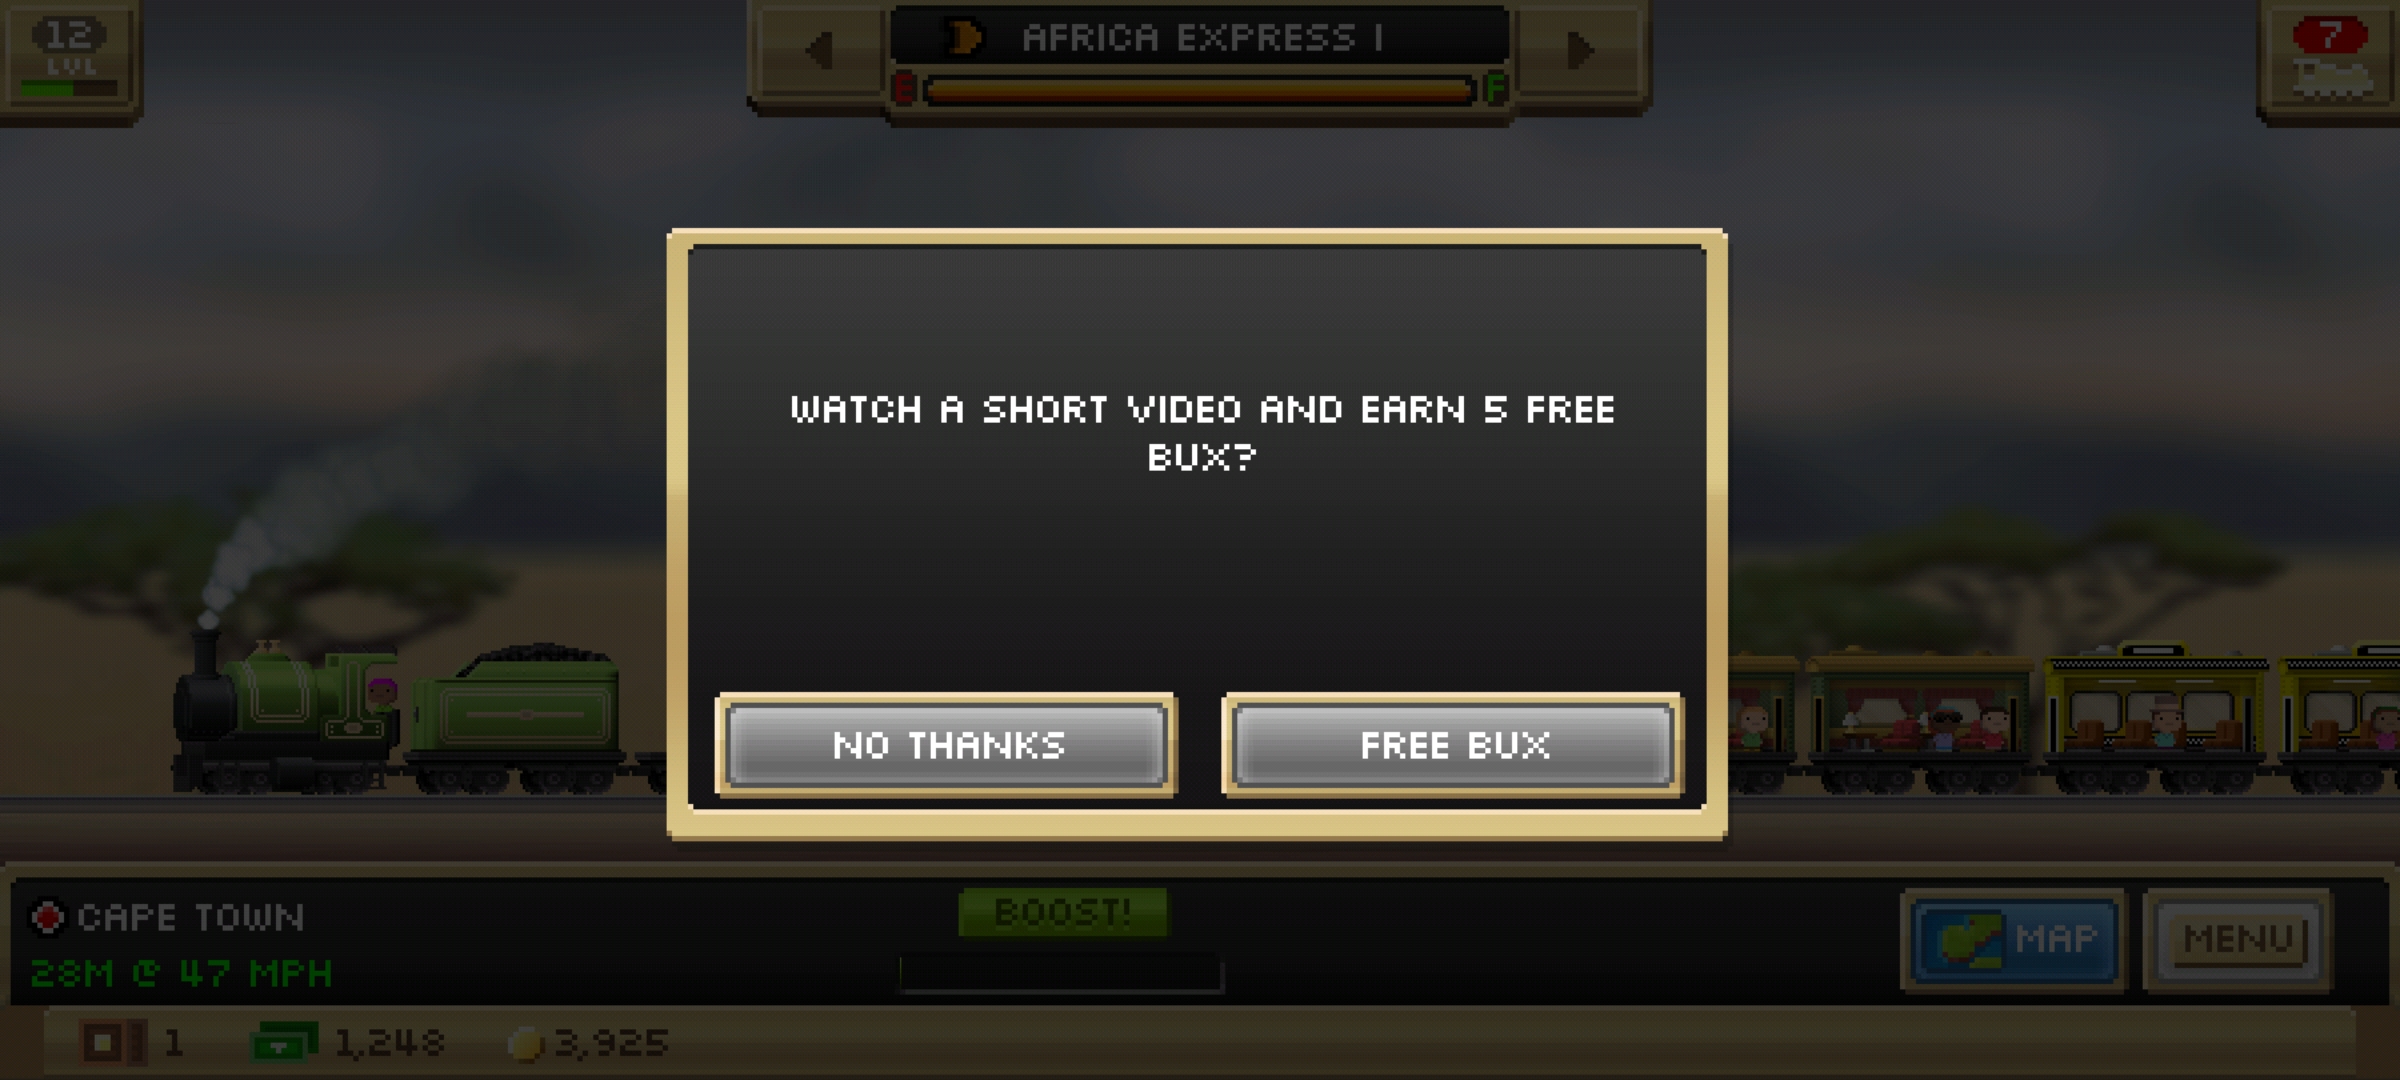 12
LVL
AFRICA EXPRESS 1
E F
7
WATCH A SHORT VIDEO AND EARN 5 FREE
BUX?
NO THANKS
FREE BUX
CAPE TOWN
28M @ 47 MPH
BOOST!
MAP
MENU
1 1,248 3,925